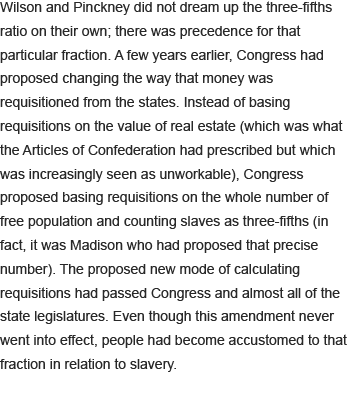 Wilson and Pinckney did not dream up the three-fifths
ratio on their own; there was precedence for that
particular fraction. A few years earlier, Congress had
proposed changing the way that money was
requisitioned from the states. Instead of basing
requisitions on the value of real estate (which was what
the Articles of Confederation had prescribed but which
was increasingly seen as unworkable), Congress
proposed basing requisitions on the whole number of
free population and counting slaves as three-fifths (in
fact, it was Madison who had proposed that precise
number). The proposed new mode of calculating
requisitions had passed Congress and almost all of the
state legislatures. Even though this amendment never
went into effect, people had become accustomed to that
fraction in relation to slavery.